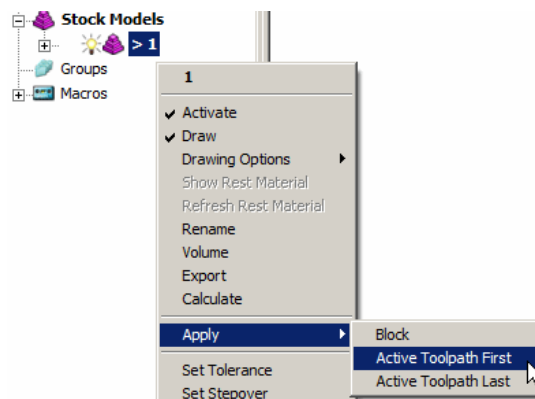 Stock Models
> 1
Groups
Macros
1
Activate
Draw
Drawing Options
Show Rest Material
Refresh Rest Material
Rename
Volume
Export
Calculate
Apply
Block
Active Toolpath First
Active Toolpath Last
Set Tolerance
Set Stepover